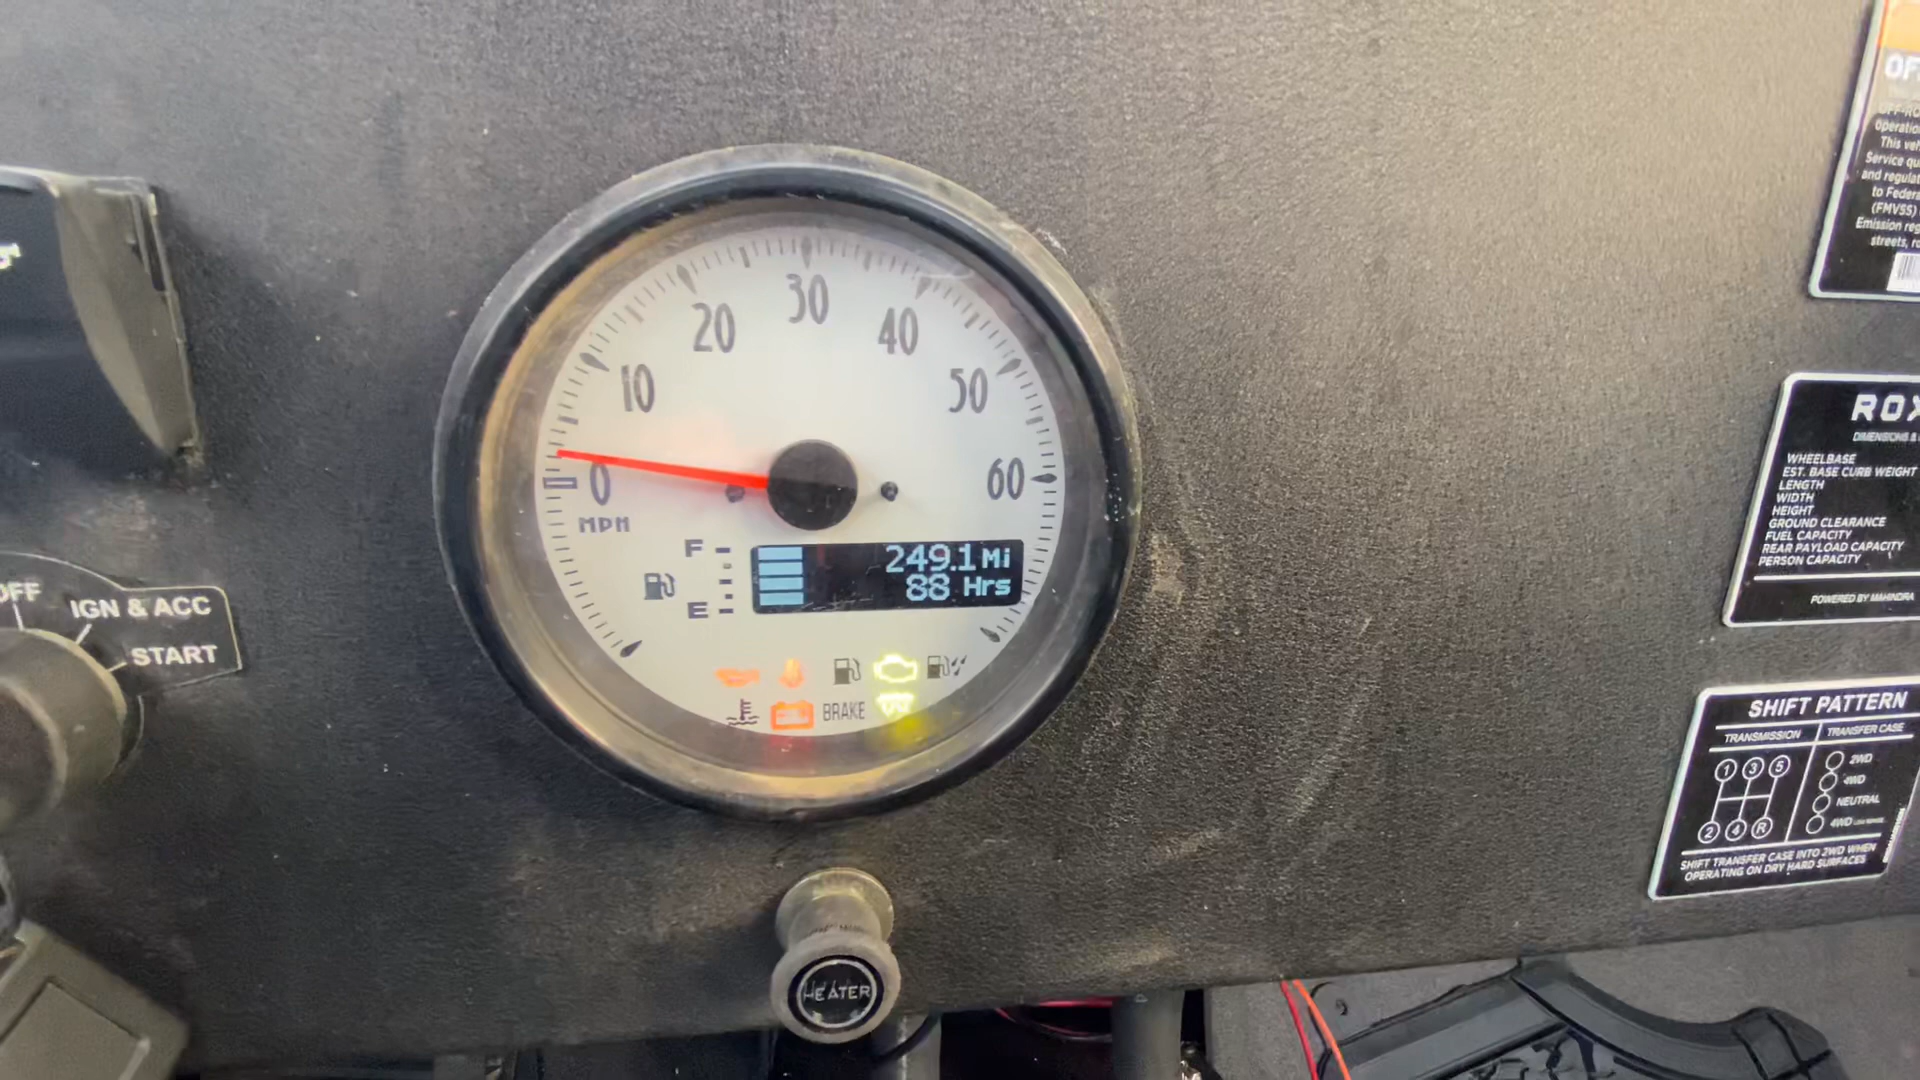 30
20
40
10
50
0
60
MPH
F
E
249.1 Mi
88 Hrs
BRAKE
OFF
IGN & ACC
START
HEATER
operatio
This veh
Service qu
and regulat
to Federa
(FMVSS)
Emission reg
streets, ro
ROX
WHEELBASE
EST. BASE CURB WEIGHT
LENGTH
WIDTH
HEIGHT
GROUND CLEARANCE
FUEL CAPACITY
REAR PAYLOAD CAPACITY
PERSON CAPACITY
POWERED BY MAHINDRA
SHIFT PATTERN
TRANSMISSION TRANSFER CASE
1 3 5
2 4 R
2WD
4WD
NEUTRAL
4WD
SHIFT TRANSFER CASE INTO 2WD WHEN
OPERATING ON DRY HARD SURFACES